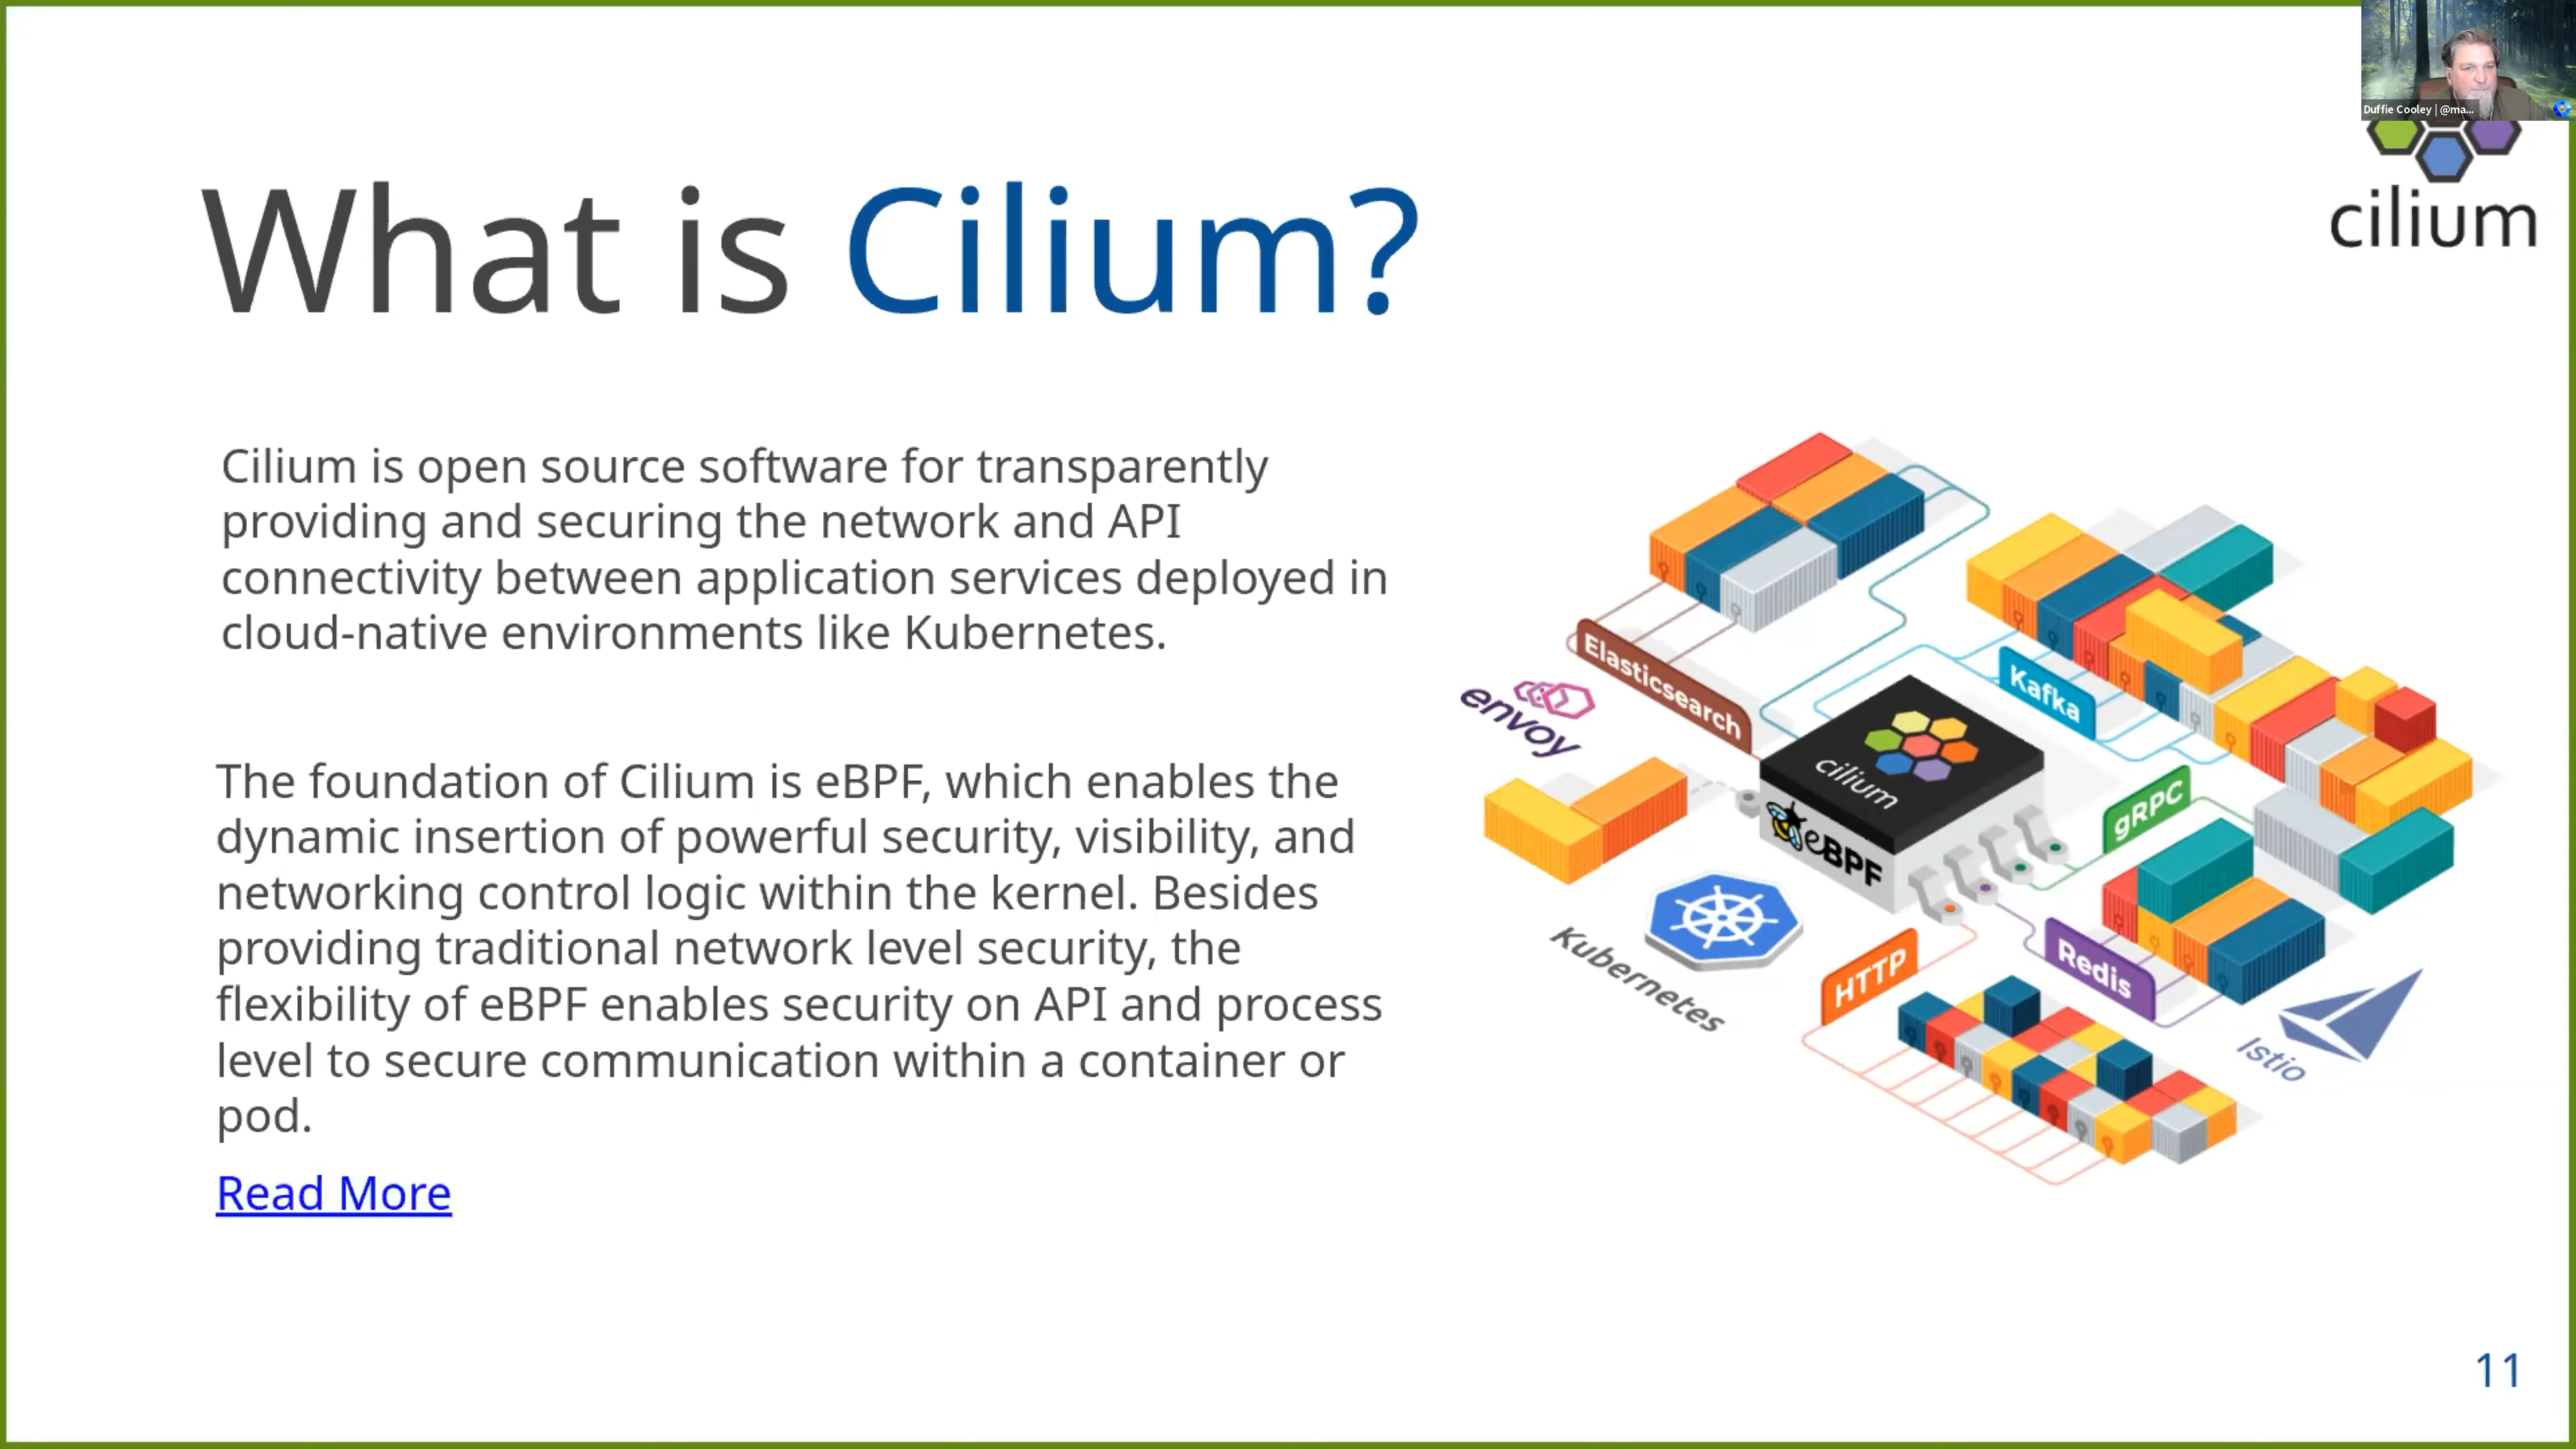 Duffie Cooley | @ma...
cilium
What is Cilium?
Cilium is open source software for transparently
providing and securing the network and API
connectivity between application services deployed in
cloud-native environments like Kubernetes.
The foundation of Cilium is eBPF, which enables the
dynamic insertion of powerful security, visibility, and
networking control logic within the kernel. Besides
providing traditional network level security, the
flexibility of eBPF enables security on API and process
level to secure communication within a container or
pod.
Read More
Elasticsearch
envoy
Kafka
cilium
eBPF
gRPC
Kubernetes
HTTP
Redis
Istio
11